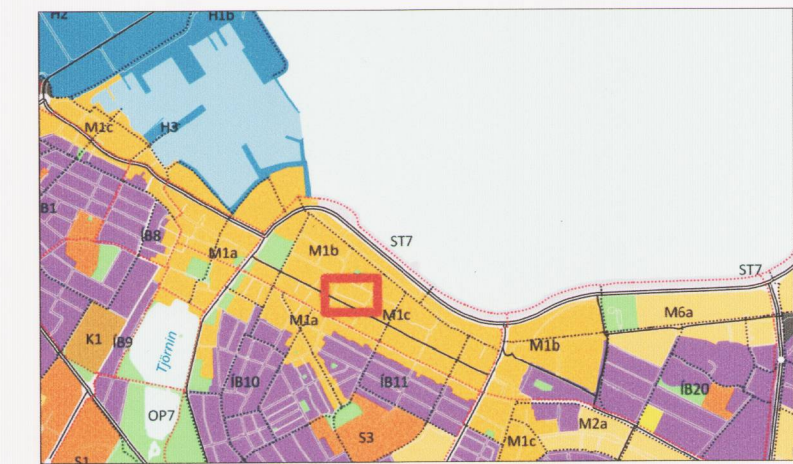 H2
H1b
M1c
H3
B1
ÍB8
M1a
M1b
ST7
ST7
M1a
M1c
M6a
K1
ÍB9
Tjörnin
M1b
ÍB10
ÍB11
ÍB20
OP7
S3
M2a
M1c
S1